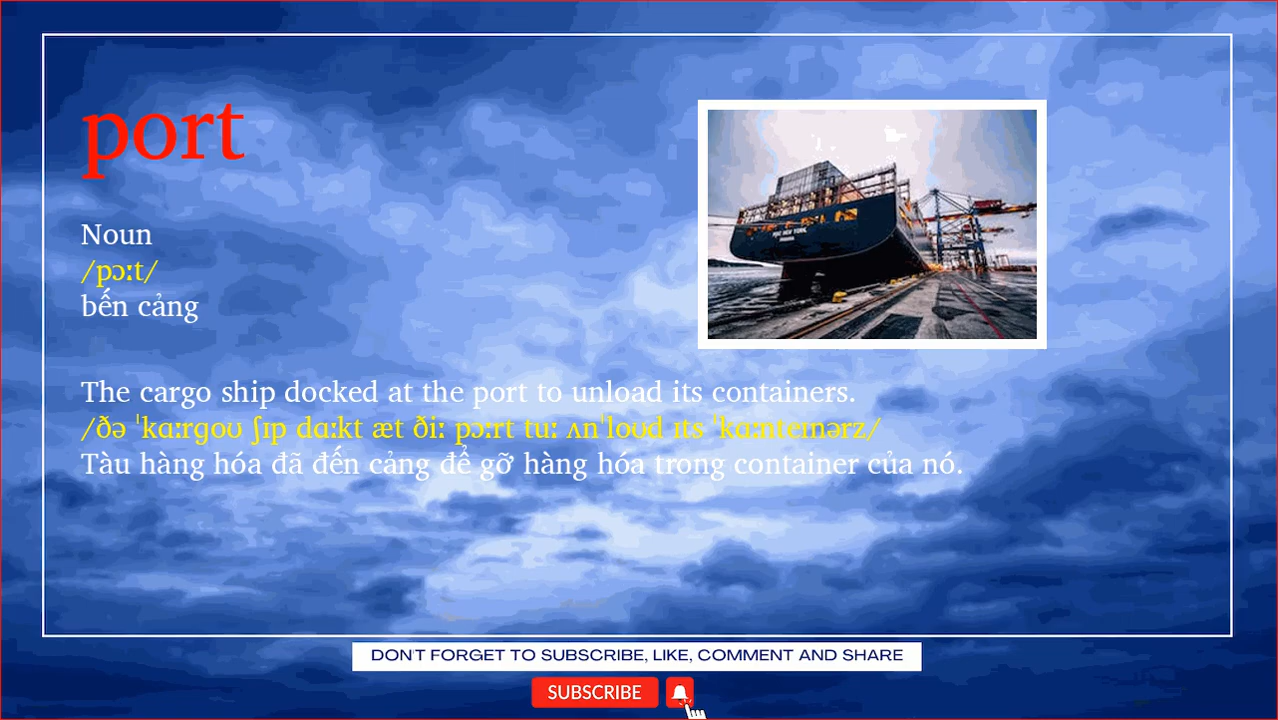 port
Noun
/pɔːt/
bến cảng
The cargo ship docked at the port to unload its containers.
/ðə ˈkɑːrɡoʊ ʃɪp dɑːkt æt ðiː pɔːrt tuː ʌnˈloʊd ɪts ˈkɑːnteɪnərz/
Tàu hàng hóa đã đến cảng để gỡ hàng hóa trong container của nó.
DON'T FORGET TO SUBSCRIBE, LIKE, COMMENT AND SHARE
SUBSCRIBE